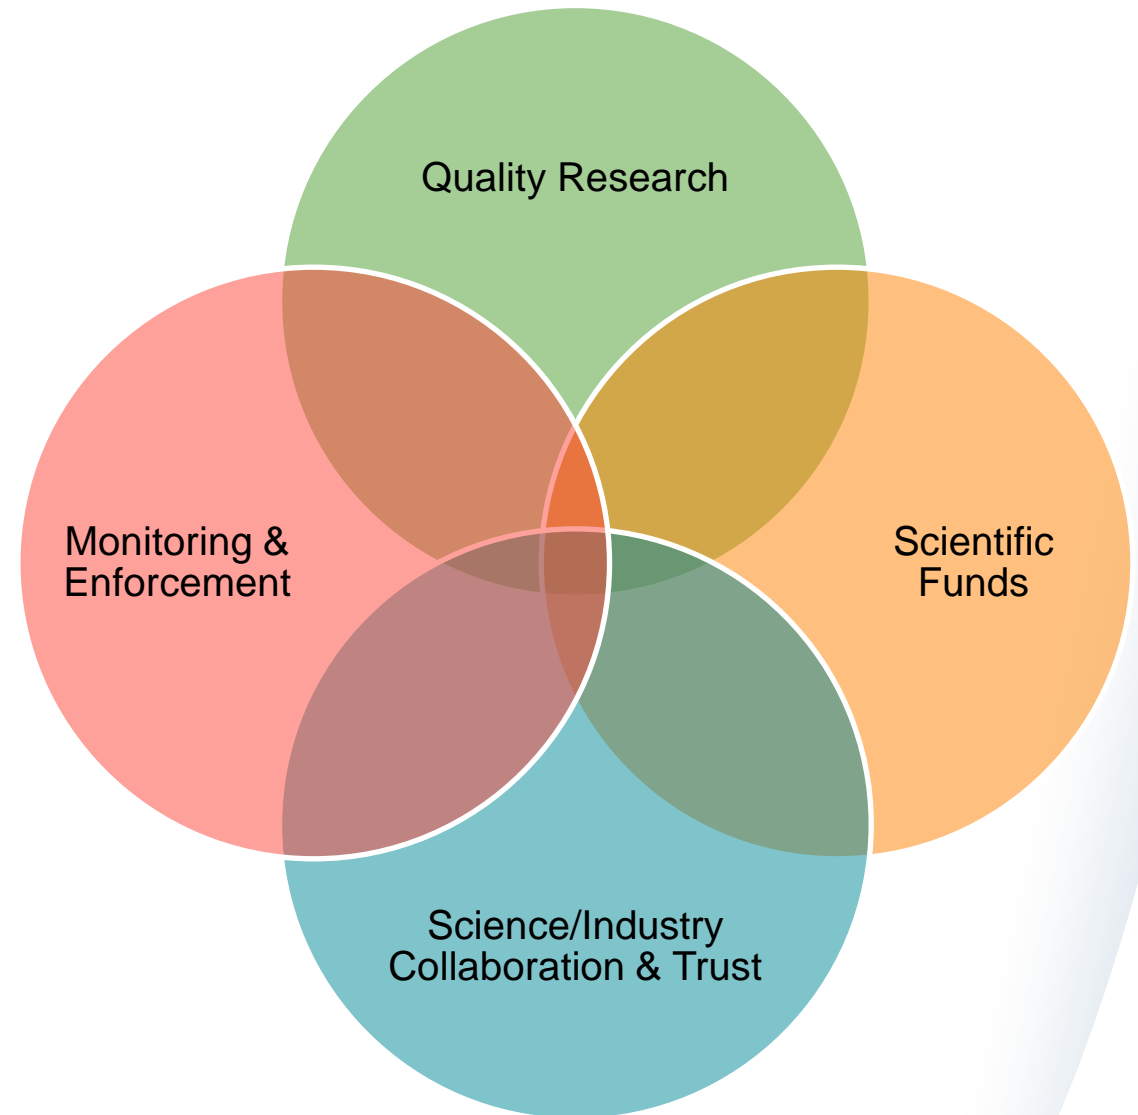 Quality Research
Monitoring &
Enforcement
Scientific
Funds
Science/Industry
Collaboration & Trust